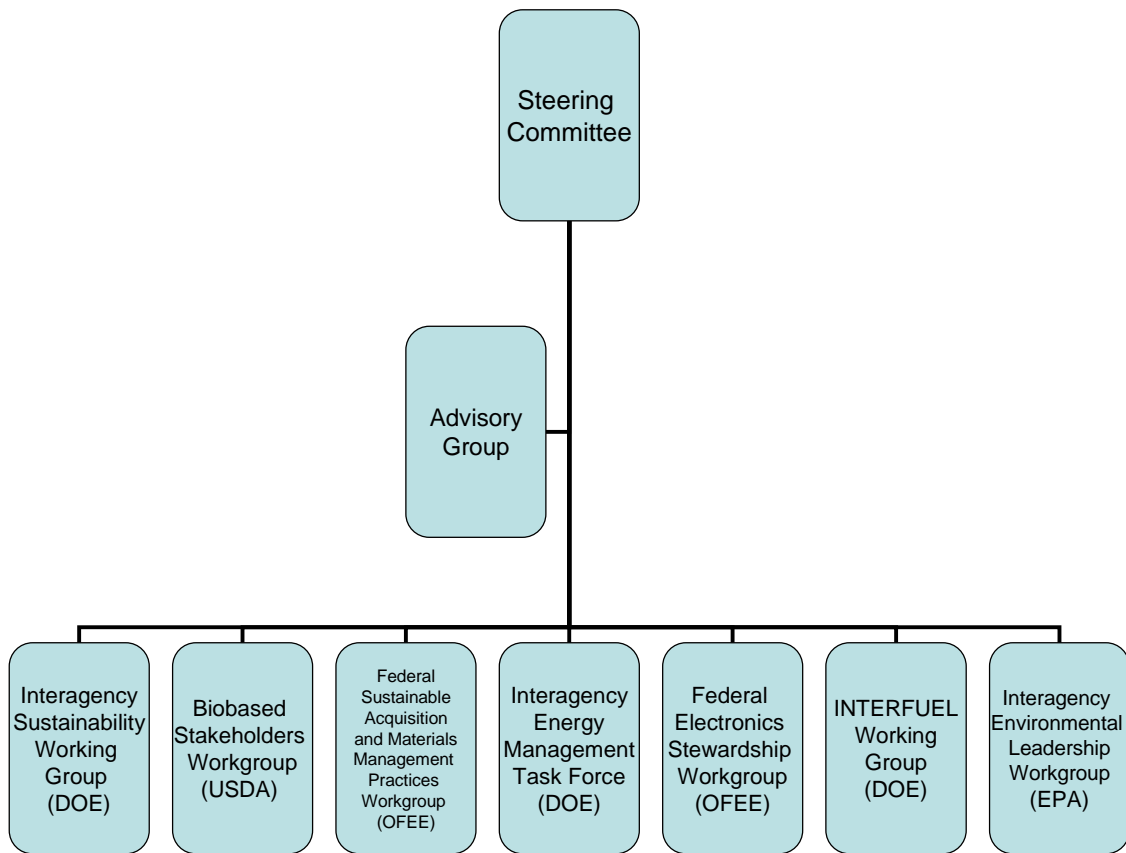 Steering
Committee
Advisory
Group
Interagency
Sustainability
Working
Group
(DOE)
Biobased
Stakeholders
Workgroup
(USDA)
Federal
Sustainable
Acquisition
and Materials
Management
Practices
Workgroup
(OFEE)
Interagency
Energy
Management
Task Force
(DOE)
Federal
Electronics
Stewardship
Workgroup
(OFEE)
INTERFUEL
Working
Group
(DOE)
Interagency
Environmental
Leadership
Workgroup
(EPA)